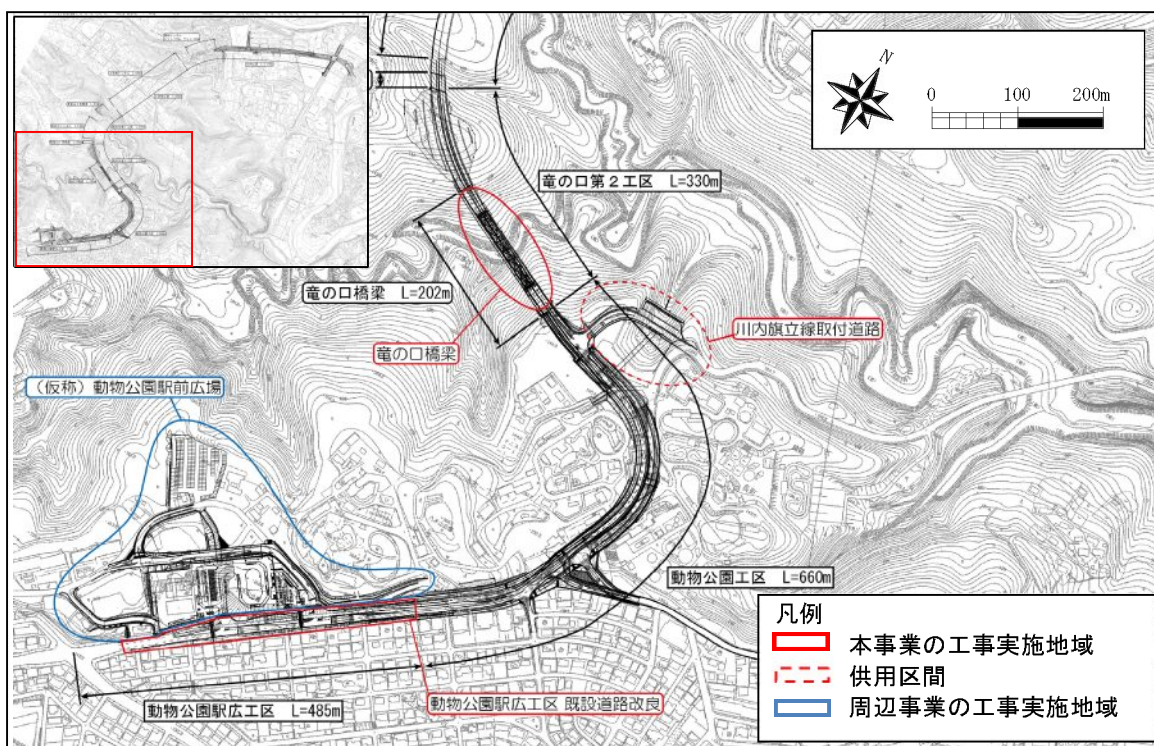 N
0 100 200m
竜の口第2工区 L=330m
竜の口橋梁 L=202m
竜の口橋梁
川内旗立線取付道路
(仮称)動物公園駅前広場
動物公園工区 L=660m
動物公園駅広工区 既設道路改良
動物公園駅広工区 L=485m
凡例
本事業の工事実施地域
供用区間
周辺事業の工事実施地域